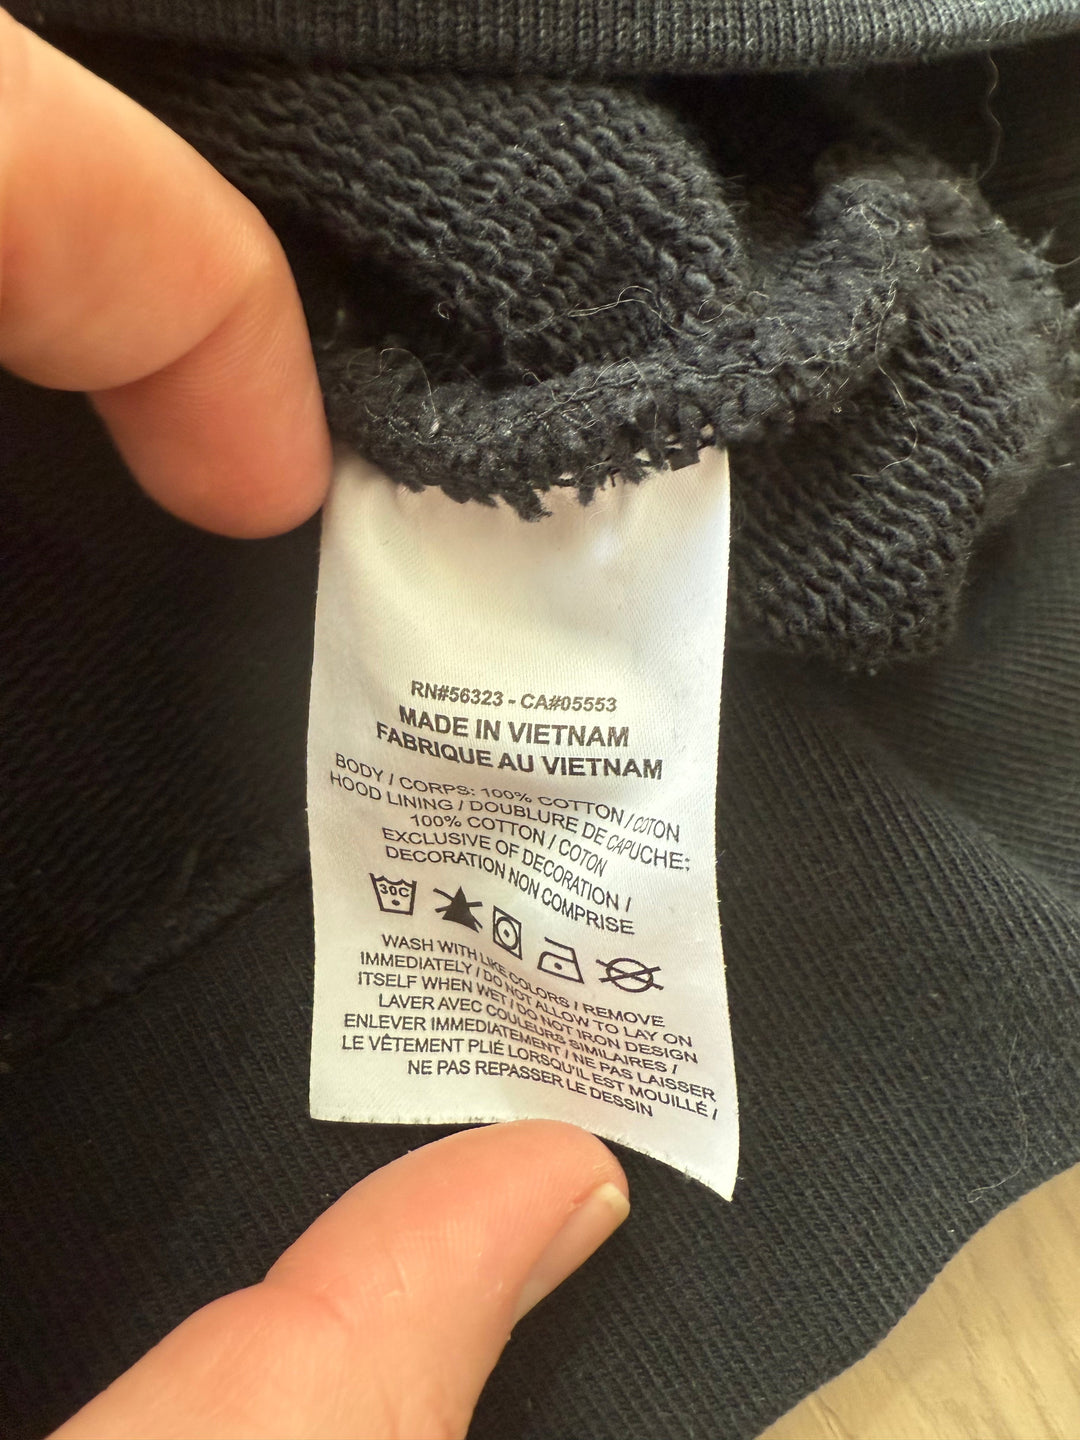 RN#56323 - CA#05553
MADE IN VIETNAM
FABRIQUE AU VIETNAM
BODY / CORPS: 100% COTTON / COTON
HOOD LINING / DOUBLURE DE CAPUCHE:
100% COTTON / COTON
EXCLUSIVE OF DECORATION /
DECORATION NON COMPRISE
30C
WASH WITH LIKE COLORS / REMOVE
IMMEDIATELY / DO NOT ALLOW TO LAY ON
ITSELF WHEN WET / DO NOT IRON DESIGN
LAVER AVEC COULEURS SIMILAIRES /
ENLEVER IMMEDIATEMENT / NE PAS LAISSER
LE VÊTEMENT PLIÉ LORSQU'IL EST MOUILLÉ /
NE PAS REPASSER LE DESSIN